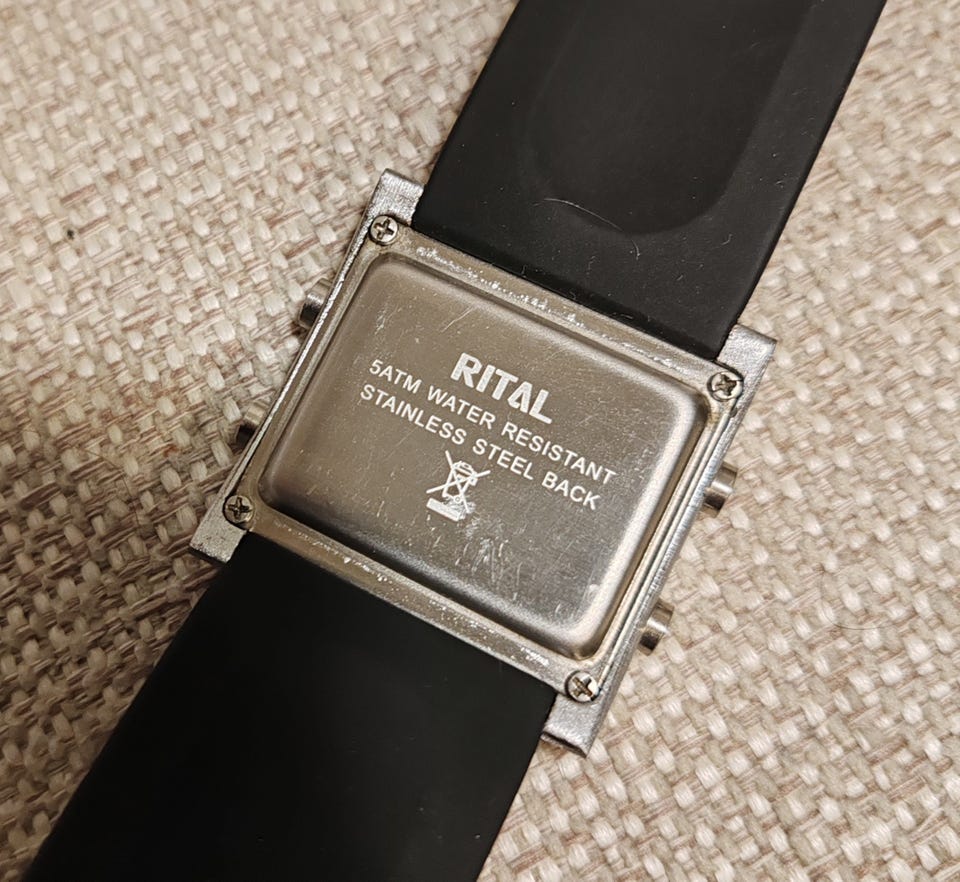 RITAL
5ATM WATER RESISTANT
STAINLESS STEEL BACK